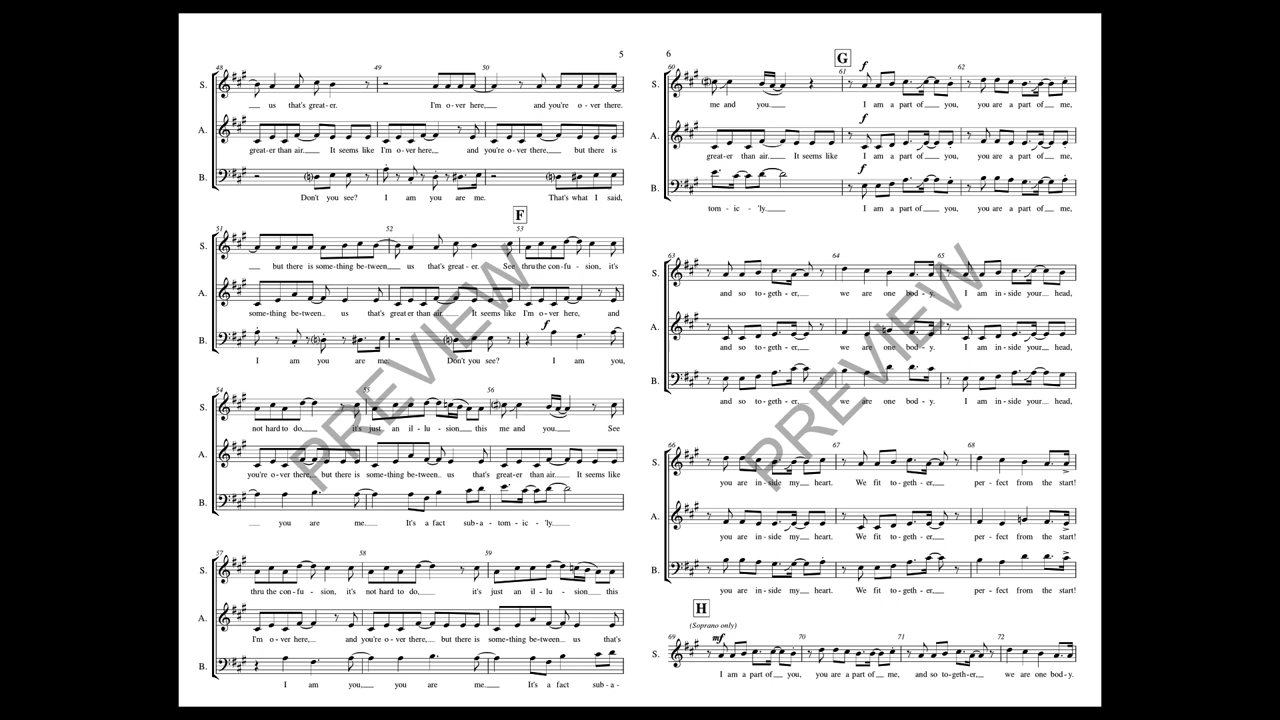 5
48
49
50
S.
us that's great-er. I'm o-ver here, and you're o-ver there.
A.
great-er than air. It seems like I'm o-ver here, and you're o-ver there, but there is
B.
Don't you see? I am you are me. That's what I said,
F
51
52
53
S.
but there is some-thing be-tween us that's great-er. See thru the con-fu-sion, it's
A.
some-thing be-tween us that's great-er than air. It seems like I'm o-ver here, and
f
B.
I am you are me. Don't you see? I am you,
54
55
56
S.
not hard to do, it's just an il-lu-sion this me and you. See
A.
you're o-ver there, but there is some-thing be-tween us that's great-er than air. It seems like
B.
you are me. It's a fact sub-a-tom-ic-'lly.
57
58
59
S.
thru the con-fu-sion, it's not hard to do, it's just an il-lu-sion this
A.
I'm o-ver here, and you're o-ver there, but there is some-thing be-tween us that's
B.
I am you, you are me. It's a fact sub-a-
6
G
60
61
62
f
S.
me and you. I am a part of you, you are a part of me,
f
A.
great-er than air. It seems like I am a part of you, you are a part of me,
f
B.
tom-ic-'lly. I am a part of you, you are a part of me,
63
64
65
S.
and so to-geth-er, we are one bod-y. I am in-side your head,
A.
and so to-geth-er, we are one bod-y. I am in-side your head,
B.
and so to-geth-er, we are one bod-y. I am in-side your head,
66
67
68
S.
you are in-side my heart. We fit to-geth-er, per-fect from the start!
A.
you are in-side my heart. We fit to-geth-er, per-fect from the start!
B.
you are in-side my heart. We fit to-geth-er, per-fect from the start!
H
(Soprano only)
69
mf
70
71
72
S.
I am a part of you, you are a part of me, and so to-geth-er, we are one bod-y.
PREVIEW
PREVIEW